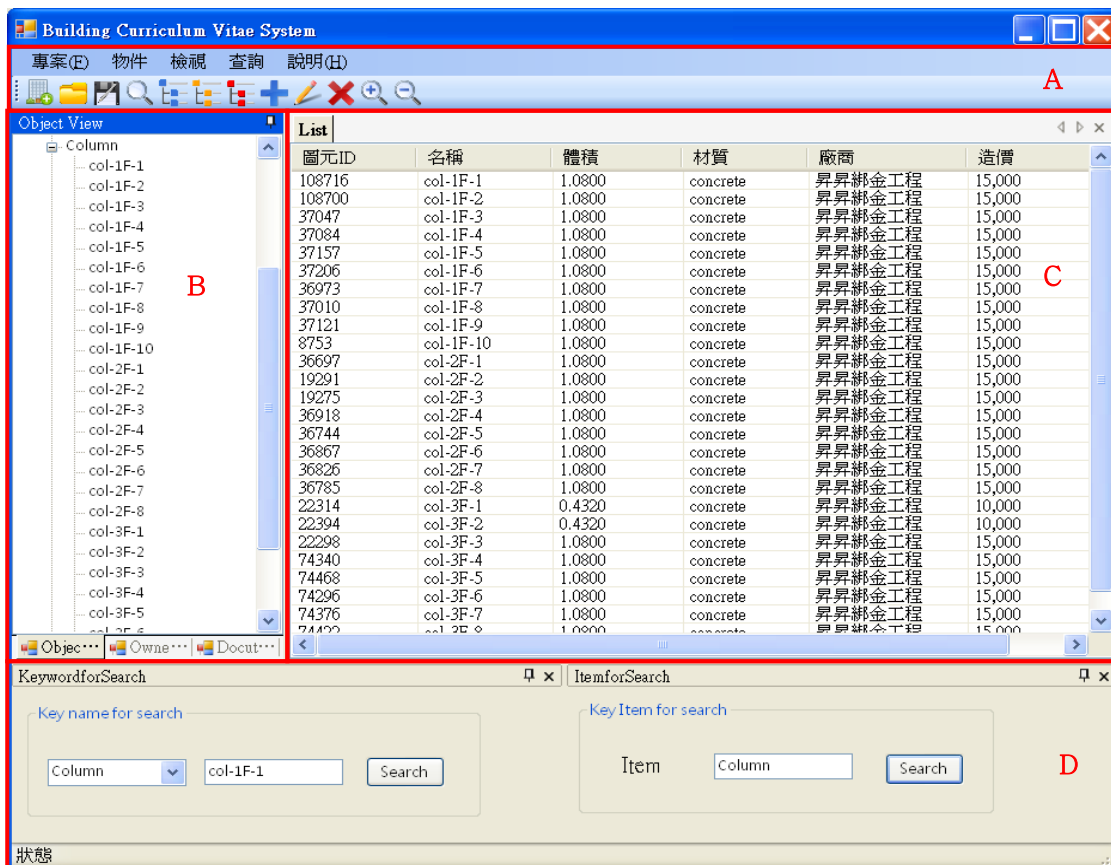 Building Curriculum Vitae System
專案(F) 物件 檢視 查詢 說明(H)
A
Object View
Column
col-1F-1
col-1F-2
col-1F-3
col-1F-4
col-1F-5
col-1F-6
col-1F-7
col-1F-8
col-1F-9
col-1F-10
col-2F-1
col-2F-2
col-2F-3
col-2F-4
col-2F-5
col-2F-6
col-2F-7
col-2F-8
col-3F-1
col-3F-2
col-3F-3
col-3F-4
col-3F-5
col-3F-6
B
Objec… Owne… Docut…
List
圖元ID 名稱 體積 材質 廠商 造價
108716 col-1F-1 1.0800 concrete 昇昇綁金工程 15,000
108700 col-1F-2 1.0800 concrete 昇昇綁金工程 15,000
37047 col-1F-3 1.0800 concrete 昇昇綁金工程 15,000
37084 col-1F-4 1.0800 concrete 昇昇綁金工程 15,000
37157 col-1F-5 1.0800 concrete 昇昇綁金工程 15,000
37206 col-1F-6 1.0800 concrete 昇昇綁金工程 15,000
36973 col-1F-7 1.0800 concrete 昇昇綁金工程 15,000
37010 col-1F-8 1.0800 concrete 昇昇綁金工程 15,000
37121 col-1F-9 1.0800 concrete 昇昇綁金工程 15,000
8753 col-1F-10 1.0800 concrete 昇昇綁金工程 15,000
36697 col-2F-1 1.0800 concrete 昇昇綁金工程 15,000
19291 col-2F-2 1.0800 concrete 昇昇綁金工程 15,000
19275 col-2F-3 1.0800 concrete 昇昇綁金工程 15,000
36918 col-2F-4 1.0800 concrete 昇昇綁金工程 15,000
36744 col-2F-5 1.0800 concrete 昇昇綁金工程 15,000
36867 col-2F-6 1.0800 concrete 昇昇綁金工程 15,000
36826 col-2F-7 1.0800 concrete 昇昇綁金工程 15,000
36785 col-2F-8 1.0800 concrete 昇昇綁金工程 15,000
22314 col-3F-1 0.4320 concrete 昇昇綁金工程 10,000
22394 col-3F-2 0.4320 concrete 昇昇綁金工程 10,000
22298 col-3F-3 1.0800 concrete 昇昇綁金工程 15,000
74340 col-3F-4 1.0800 concrete 昇昇綁金工程 15,000
74468 col-3F-5 1.0800 concrete 昇昇綁金工程 15,000
74296 col-3F-6 1.0800 concrete 昇昇綁金工程 15,000
74376 col-3F-7 1.0800 concrete 昇昇綁金工程 15,000
74422 col-3F-8 1.0800 concrete 昇昇綁金工程 15,000
C
KeywordforSearch
Key name for search
Column col-1F-1 Search
ItemforSearch
Key Item for search
Item Column Search
D
狀態